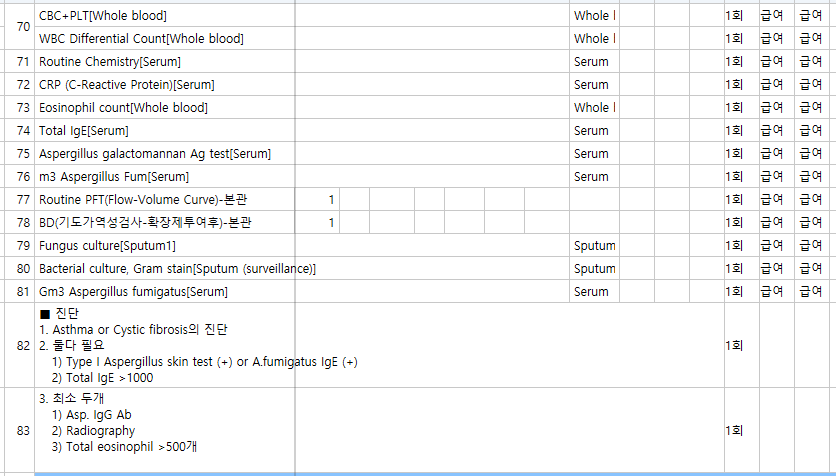 70 CBC+PLT[Whole blood] Whole 1회 급여 급여
WBC Differential Count[Whole blood] Whole 1회 급여 급여
71 Routine Chemistry[Serum] Serum 1회 급여 급여
72 CRP (C-Reactive Protein)[Serum] Serum 1회 급여 급여
73 Eosinophil count[Whole blood] Whole 1회 급여 급여
74 Total IgE[Serum] Serum 1회 급여 급여
75 Aspergillus galactomannan Ag test[Serum] Serum 1회 급여 급여
76 m3 Aspergillus Fum[Serum] Serum 1회 급여 급여
77 Routine PFT(Flow-Volume Curve)-본관 1 1회 급여 급여
78 BD(기도가역성검사-확장제투여후)-본관 1 1회 급여 급여
79 Fungus culture[Sputum1] Sputum 1회 급여 급여
80 Bacterial culture, Gram stain[Sputum (surveillance)] Sputum 1회 급여 급여
81 Gm3 Aspergillus fumigatus[Serum] Serum 1회 급여 급여
■ 진단
1. Asthma or Cystic fibrosis의 진단
82 2. 둘다 필요 1회
1) Type I Aspergillus skin test (+) or A.fumigatus IgE (+)
2) Total IgE >1000
3. 최소 두개
1) Asp. IgG Ab
83 2) Radiography 1회
3) Total eosinophil >500개